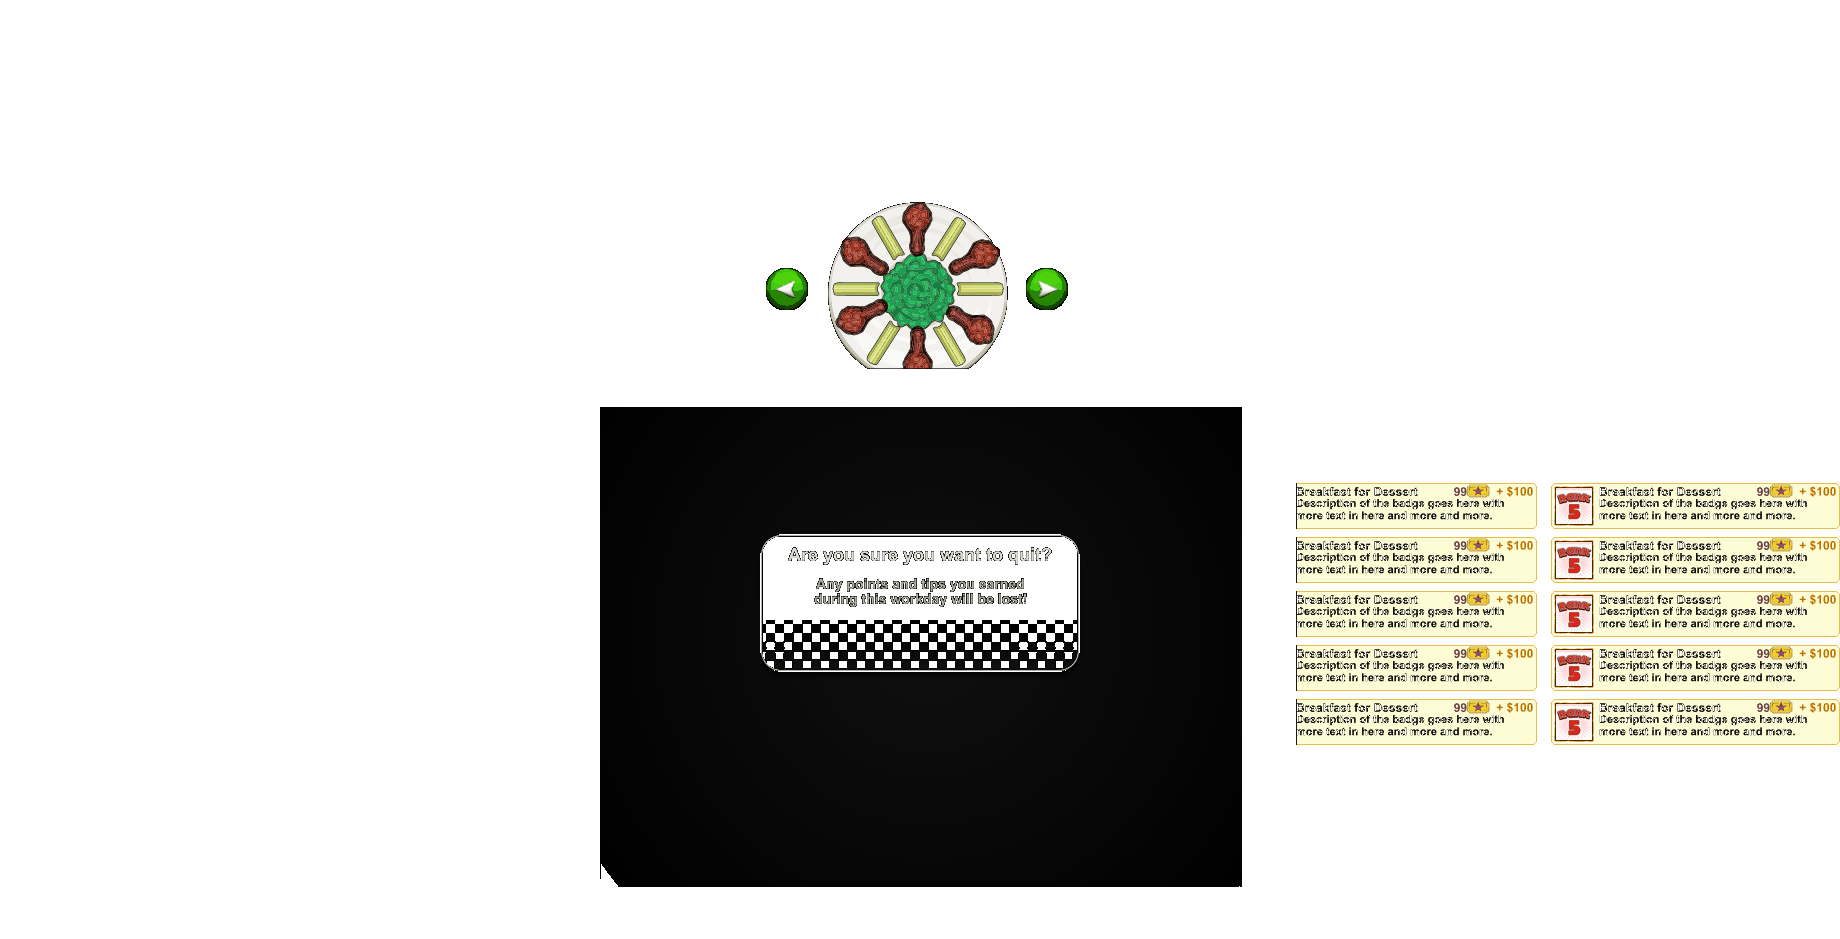 Are you sure you want to quit?
Any points and tips you earned
during this workday will be lost!
Breakfast for Dessert 99 + $100
Description of the badge goes here with
more text in here and more and more.
Rank 5
Breakfast for Dessert 99 + $100
Description of the badge goes here with
more text in here and more and more.
Breakfast for Dessert 99 + $100
Description of the badge goes here with
more text in here and more and more.
Rank 5
Breakfast for Dessert 99 + $100
Description of the badge goes here with
more text in here and more and more.
Breakfast for Dessert 99 + $100
Description of the badge goes here with
more text in here and more and more.
Rank 5
Breakfast for Dessert 99 + $100
Description of the badge goes here with
more text in here and more and more.
Breakfast for Dessert 99 + $100
Description of the badge goes here with
more text in here and more and more.
Rank 5
Breakfast for Dessert 99 + $100
Description of the badge goes here with
more text in here and more and more.
Breakfast for Dessert 99 + $100
Description of the badge goes here with
more text in here and more and more.
Rank 5
Breakfast for Dessert 99 + $100
Description of the badge goes here with
more text in here and more and more.